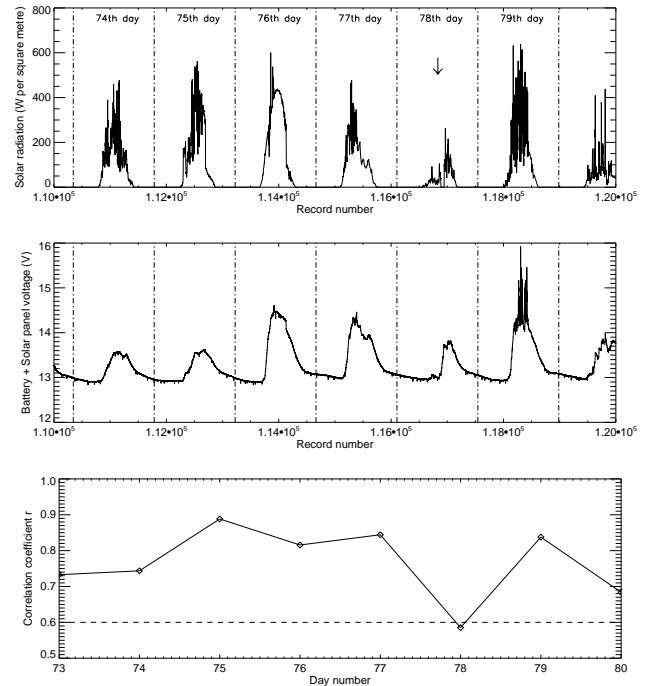 800
74th day 75th day 76th day 77th day 78th day 79th day
600
400
200
0
Solar radiation (W per square metre)
1.10•10⁵ 1.12•10⁵ 1.14•10⁵ 1.16•10⁵ 1.18•10⁵ 1.20•10⁵
Record number
16
15
14
13
12
Battery + Solar panel voltage (V)
1.10•10⁵ 1.12•10⁵ 1.14•10⁵ 1.16•10⁵ 1.18•10⁵ 1.20•10⁵
Record number
1.0
0.9
0.8
0.7
0.6
0.5
Correlation coefficient r
73 74 75 76 77 78 79 80
Day number